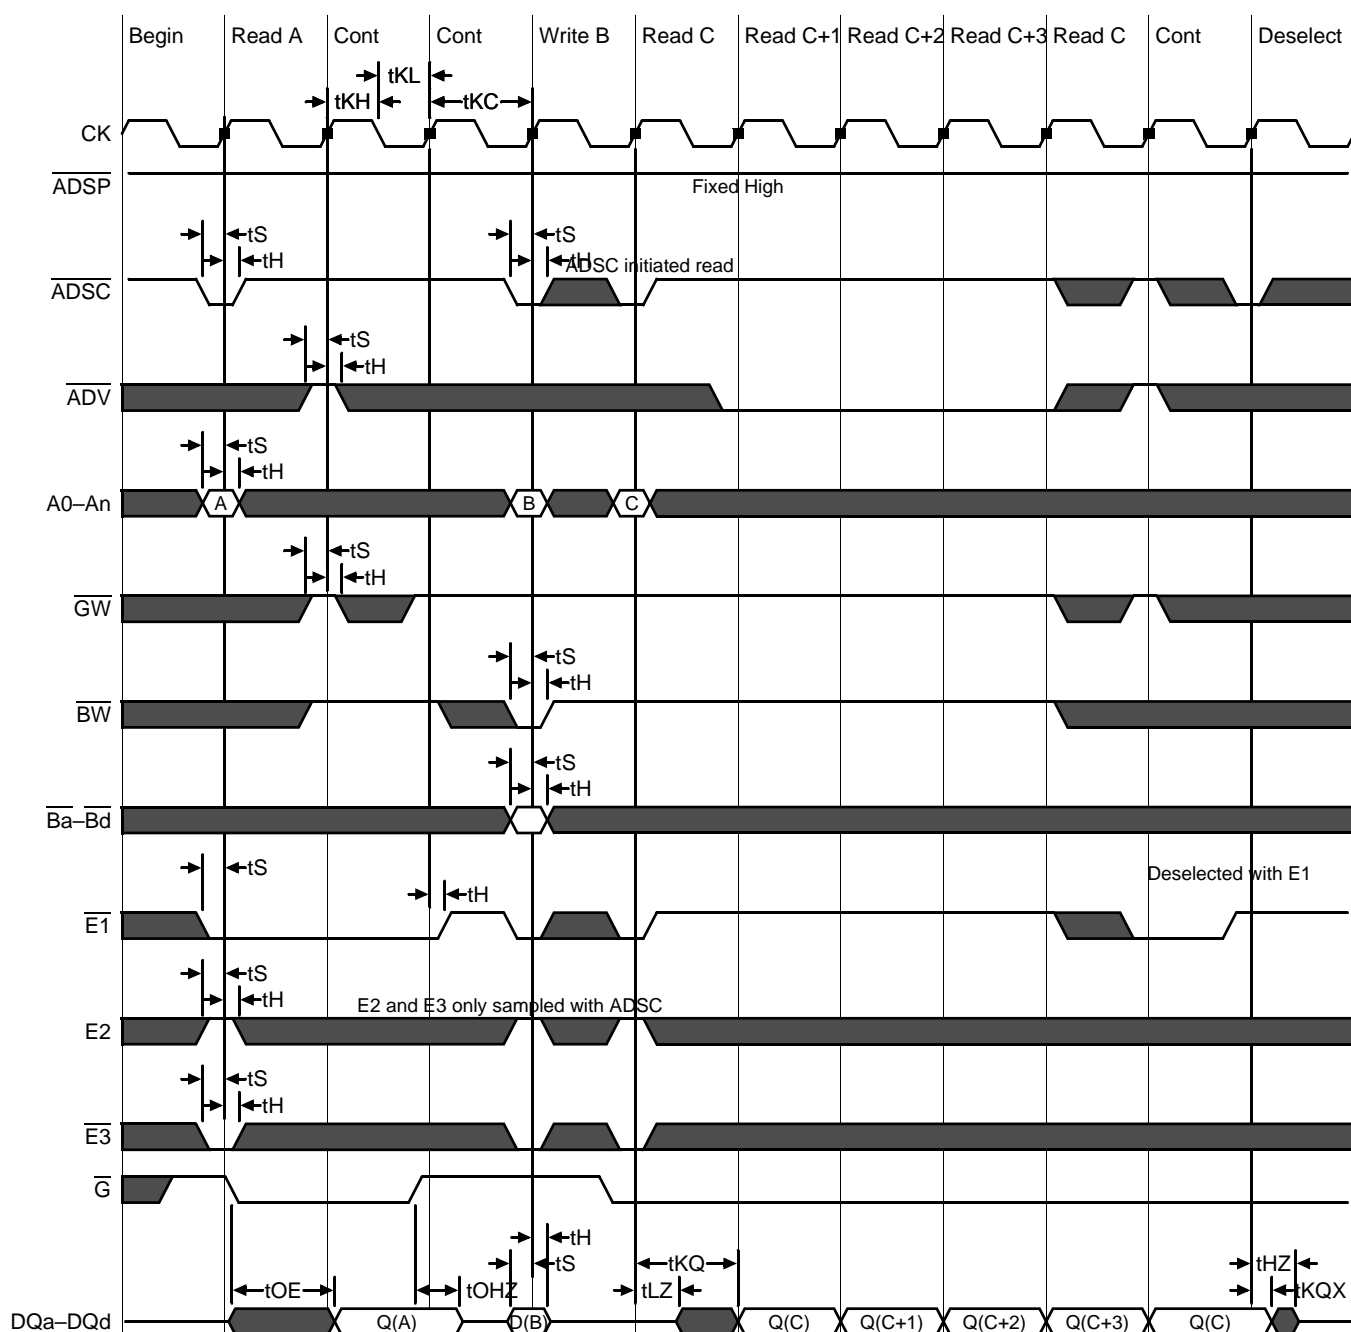 Begin Read A Cont Cont Write B Read C Read C+1 Read C+2 Read C+3 Read C Cont Deselect
tKL
tKH tKC
CK
ADSP Fixed High
tS tS
tH tH
ADSC initiated read
ADSC
tS
tH
ADV
tS
tH
A0–An A B C
tS
tH
GW
tS
tH
BW
tS
tH
Ba–Bd
tS Deselected with E1
tH
E1
tS
tH
E2 and E3 only sampled with ADSC
E2
tS
tH
E3
G
tH
tS tKQ tHZ
tOE tOHZ tLZ tKQX
DQa–DQd Q(A) D(B) Q(C) Q(C+1) Q(C+2) Q(C+3) Q(C)